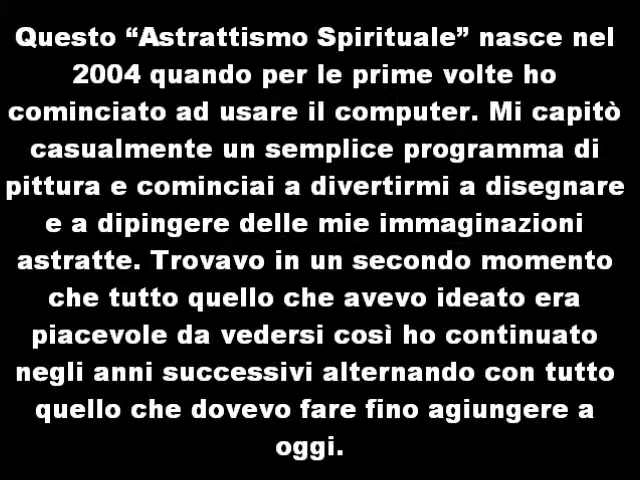 Questo “Astrattismo Spirituale” nasce nel
2004 quando per le prime volte ho
cominciato ad usare il computer. Mi capitò
casualmente un semplice programma di
pittura e cominciai a divertirmi a disegnare
e a dipingere delle mie immaginazioni
astratte. Trovavo in un secondo momento
che tutto quello che avevo ideato era
piacevole da vedersi così ho continuato
negli anni successivi alternando con tutto
quello che dovevo fare fino agiungere a
oggi.